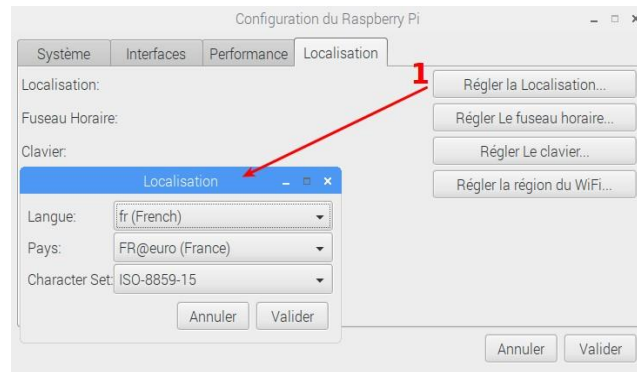 Configuration du Raspberry Pi
Système Interfaces Performance Localisation
1
Localisation: Régler la Localisation...
Fuseau Horaire: Régler Le fuseau horaire...
Clavier: Régler Le clavier...
Régler la région du WiFi...
Localisation
Langue: fr (French)
Pays: FR@euro (France)
Character Set: ISO-8859-15
Annuler Valider
Annuler Valider